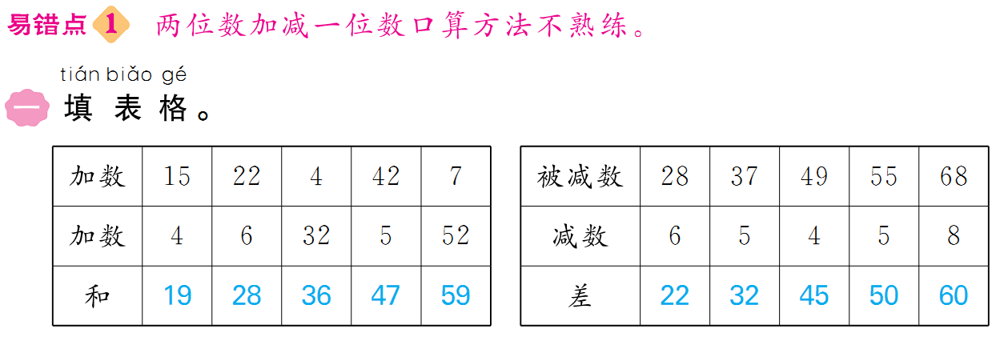 易错点 1 两位数加减一位数口算方法不熟练。
tián biǎo gé
一 填表格。
加数 15 22 4 42 7
加数 4 6 32 5 52
和 19 28 36 47 59
被减数 28 37 49 55 68
减数 6 5 4 5 8
差 22 32 45 50 60